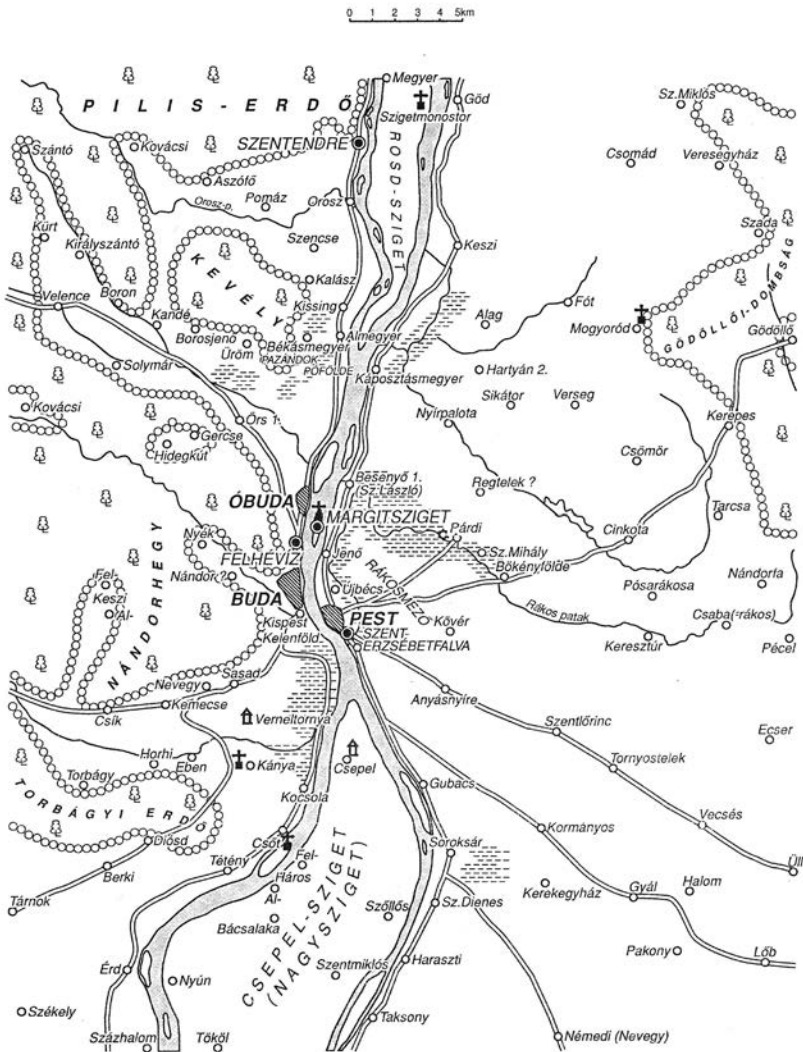 0 1 2 3 4 5km
PILIS-ERDŐ
Megyer
Szigetmonostor
Göd
Sz.Miklós
Szántó
Kovácsi
SZENTENDRE
ROSD-SZIGET
Csomád
Veresegyház
Aszófő
Pomáz
Orosz-p.
Orosz
Kürt
Királyszántó
Szencse
Keszi
Szada
KEVÉLY
Kalász
Boron
Velence
Kandé
Kissing
Fót
Alag
Mogyoród
GÖDÖLLŐI-DOMBSÁG
Gödöllő
Borosjenő
Üröm
Békásmegyer
Almegyer
PAZANDOK-
PÓFÖLDE
Solymár
Káposztásmegyer
Hartyán 2.
Kovácsi
Sikátor
Verseg
Örs 1.
Nyírpalota
Kerepes
Gercse
Hidegkút
Csömör
Besenyő 1.
(Sz.László)
Regtelek ?
ÓBUDA
MARGITSZIGET
Tarcsa
Párdi
Cinkota
Nyék
FELHÉVÍZ
Jenő
Sz.Mihály
Bökénylölde
Nándor ?
Fel-
Keszi
Al-
NÁNDORHEGY
BUDA
Újbécs
RÁKOSMEZŐ
Pósarákosa
Nándorfa
Kispest
Kelenföld
PEST
SZENT
ERZSÉBETFALVA
Kövér
Rákos patak
Csaba(=rákos)
Keresztúr
Pécel
Sasad
Nevegy
Kemecse
Csík
Anyásnyíre
Verneltornya
Szentlőrinc
Ecser
Horhi
Eben
Kánya
Csepel
Tornyostelek
Torbágy
TORBÁGYI ERDŐ
Kocsola
Gubacs
Vecsés
Diósd
Csőt
Kormányos
Soroksár
Üll
Berki
Tétény
Fel-
Háros
Al-
Tárnok
Kerekegyház
Gyál
Halom
Bácsalaka
Szőllős
Sz.Dienes
CSEPEL-SZIGET
(NAGYSZIGET)
Pakony
Lőb
Érd
Nyún
Szentmiklós
Haraszti
Székely
Taksony
Százhalom
Tököl
Némedi (Nevegy)